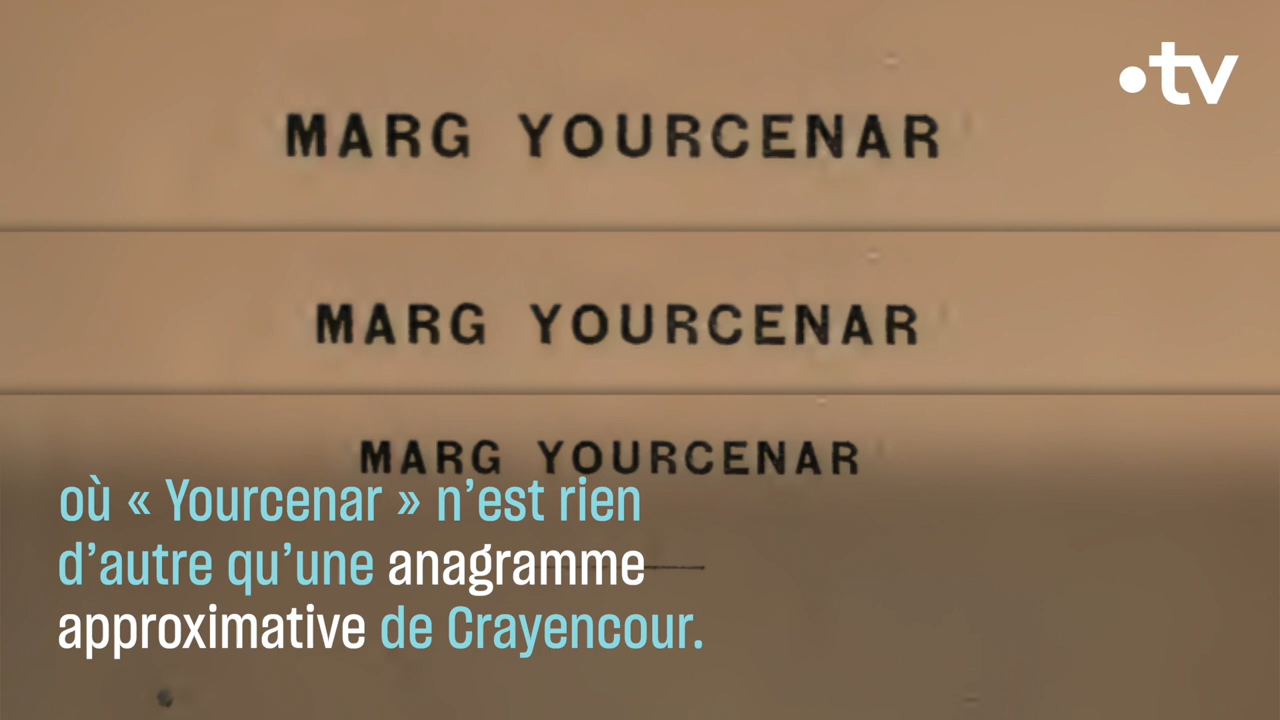 tv
MARG YOURCENAR
MARG YOURCENAR
MARG YOURCENAR
où « Yourcenar » n’est rien
d’autre qu’une anagramme
approximative de Crayencour.